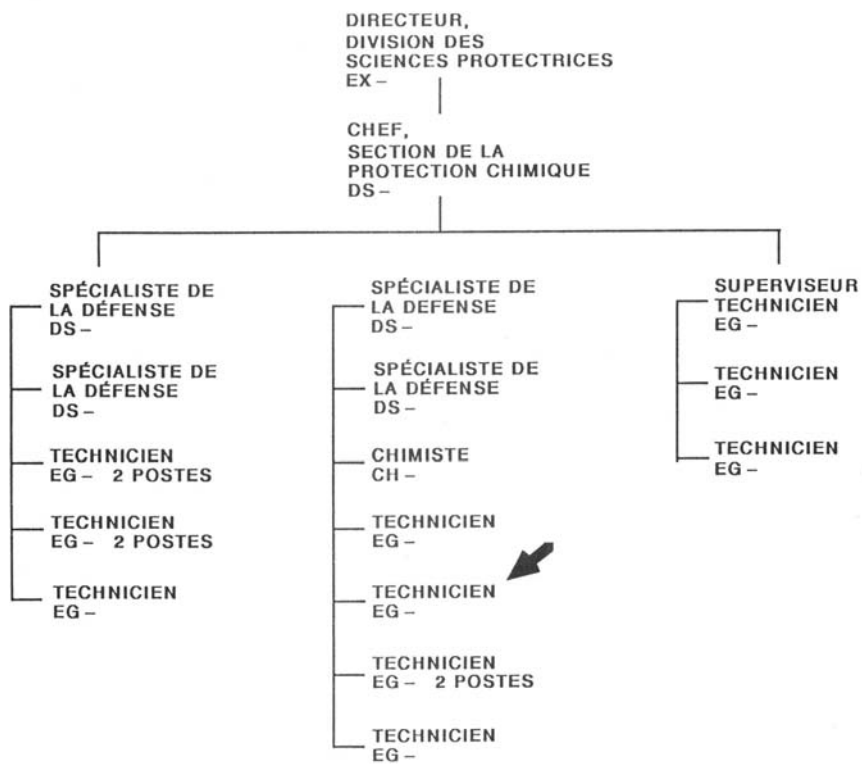 DIRECTEUR,
DIVISION DES
SCIENCES PROTECTRICES
EX –
CHEF,
SECTION DE LA
PROTECTION CHIMIQUE
DS –
SPÉCIALISTE DE
LA DÉFENSE
DS –
SPÉCIALISTE DE
LA DÉFENSE
DS –
TECHNICIEN
EG – 2 POSTES
TECHNICIEN
EG – 2 POSTES
TECHNICIEN
EG –
SPÉCIALISTE DE
LA DEFENSE
DS –
SPÉCIALISTE DE
LA DÉFENSE
DS –
CHIMISTE
CH –
TECHNICIEN
EG –
TECHNICIEN
EG –
TECHNICIEN
EG – 2 POSTES
TECHNICIEN
EG –
SUPERVISEUR
TECHNICIEN
EG –
TECHNICIEN
EG –
TECHNICIEN
EG –